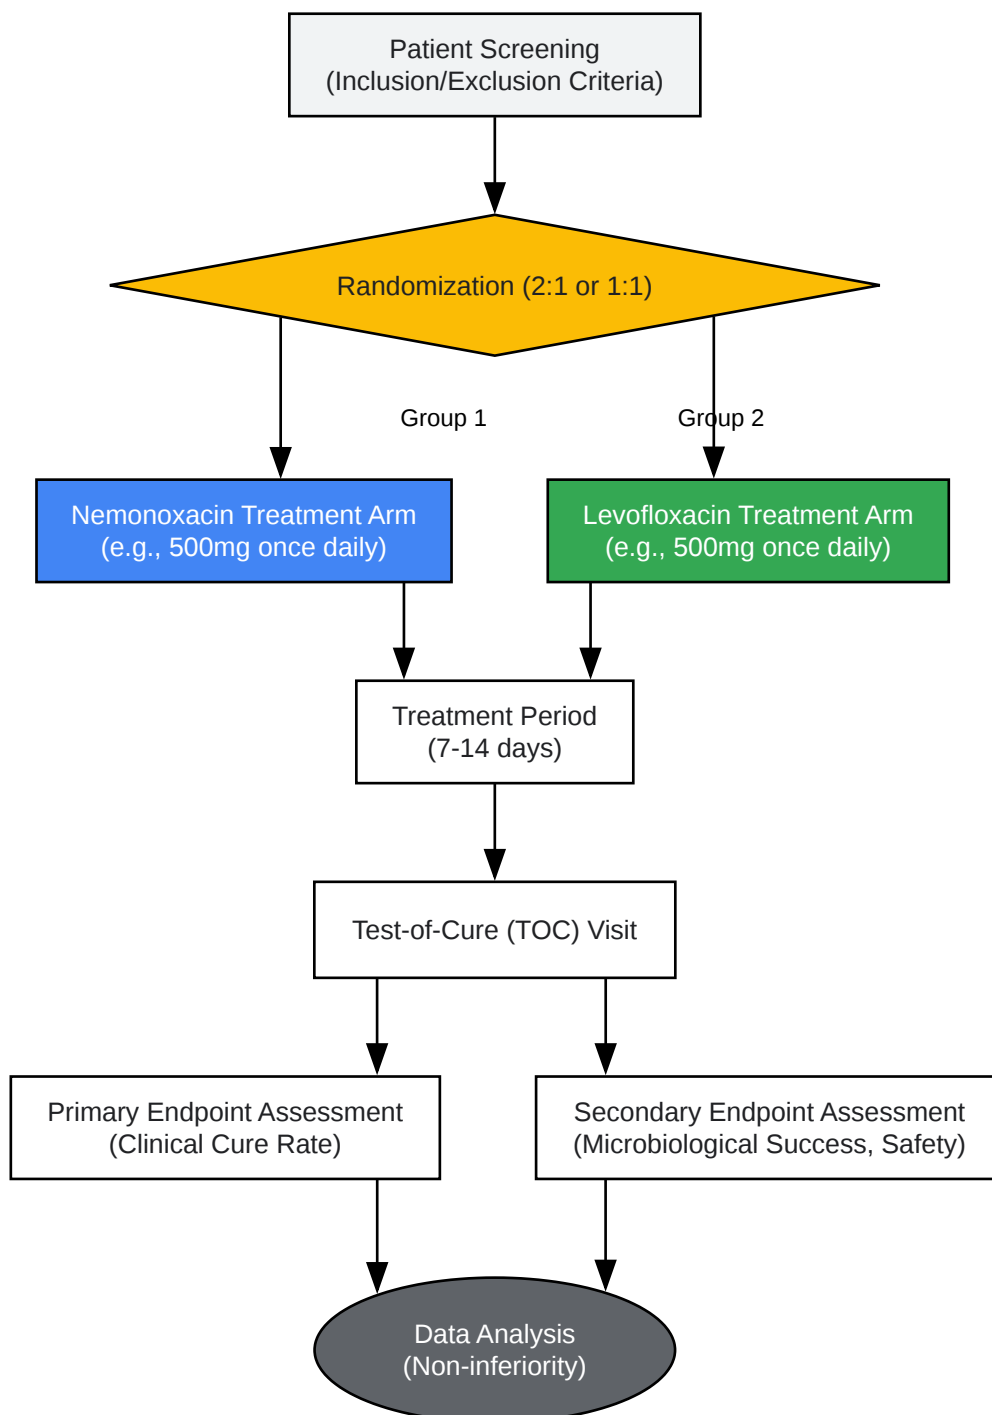 Patient Screening
(Inclusion/Exclusion Criteria)
Randomization (2:1 or 1:1)
Group 1
Group 2
Nemonoxacin Treatment Arm
(e.g., 500mg once daily)
Levofloxacin Treatment Arm
(e.g., 500mg once daily)
Treatment Period
(7-14 days)
Test-of-Cure (TOC) Visit
Primary Endpoint Assessment
(Clinical Cure Rate)
Secondary Endpoint Assessment
(Microbiological Success, Safety)
Data Analysis
(Non-inferiority)